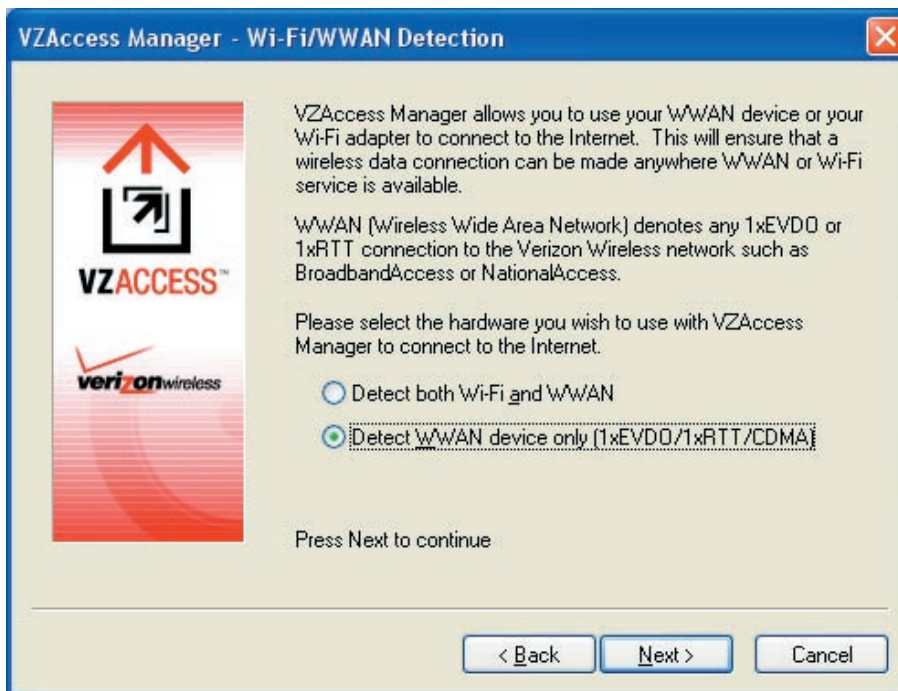 VZAccess Manager - Wi-Fi/WWAN Detection
VZAccess Manager allows you to use your WWAN device or your
Wi-Fi adapter to connect to the Internet.  This will ensure that a
wireless data connection can be made anywhere WWAN or Wi-Fi
service is available.
WWAN (Wireless Wide Area Network) denotes any 1xEVDO or
1xRTT connection to the Verizon Wireless network such as
BroadbandAccess or NationalAccess.
VZACCESS™
verizonwireless
Please select the hardware you wish to use with VZAccess
Manager to connect to the Internet.
Detect both Wi-Fi and WWAN
Detect WWAN device only (1xEVDO/1xRTT/CDMA)
Press Next to continue
< Back
Next >
Cancel